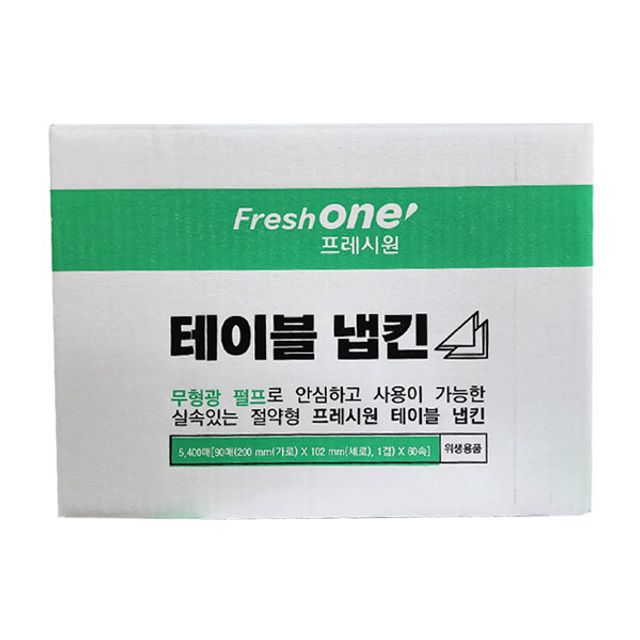 Fresh one'
프레시원
테이블 냅킨
무형광 펄프로 안심하고 사용이 가능한
실속있는 절약형 프레시원 테이블 냅킨
5,400매[90매(200 mm(가로) X 102 mm(세로), 1겹) X 60속] 위생용품